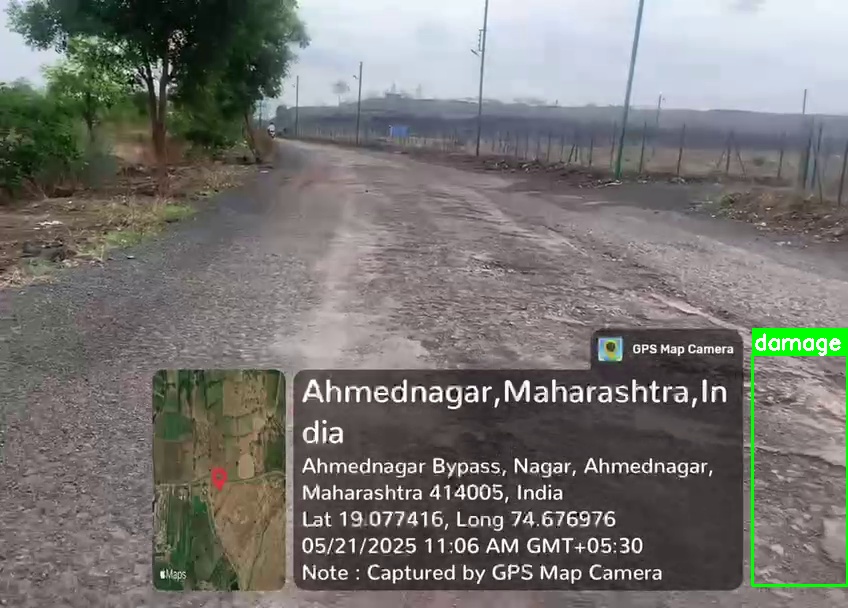 GPS Map Camera
damage
Ahmednagar,Maharashtra,In
dia
Ahmednagar Bypass, Nagar, Ahmednagar,
Maharashtra 414005, India
Lat 19.077416, Long 74.676976
05/21/2025 11:06 AM GMT+05:30
Note : Captured by GPS Map Camera
Maps